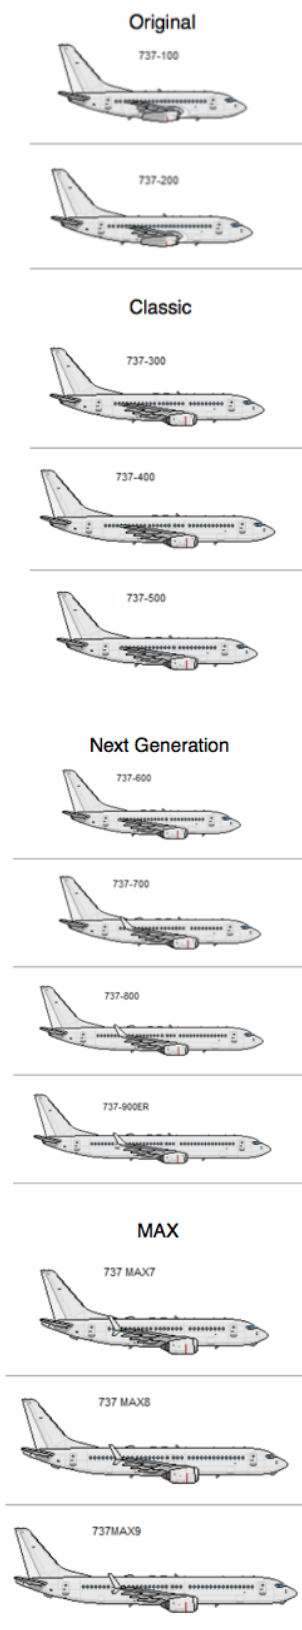 Original
737-100
737-200
Classic
737-300
737-400
737-500
Next Generation
737-600
737-700
737-800
737-900ER
MAX
737 MAX7
737 MAX8
737MAX9